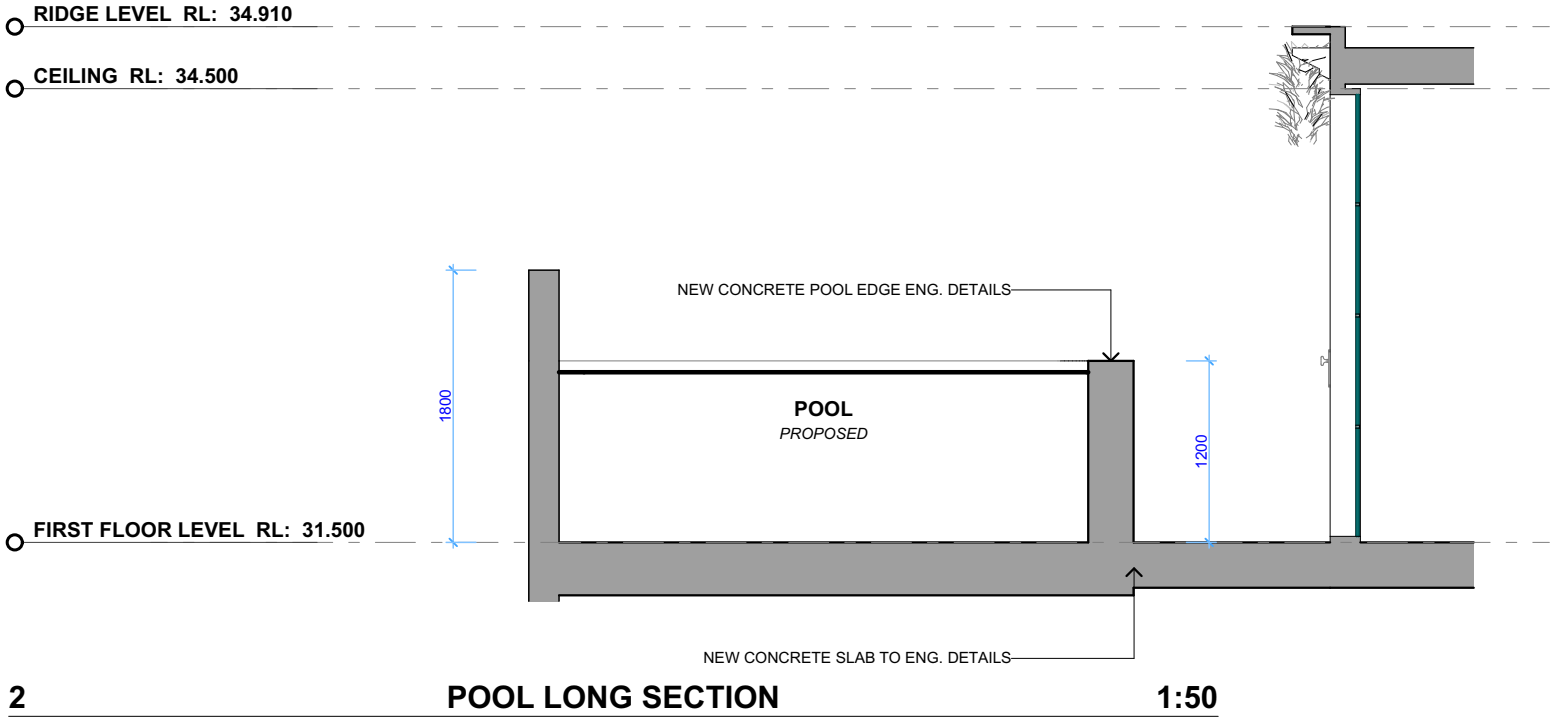 RIDGE LEVEL RL: 34.910
CEILING RL: 34.500
NEW CONCRETE POOL EDGE ENG. DETAILS
1800
POOL
PROPOSED
1200
FIRST FLOOR LEVEL RL: 31.500
NEW CONCRETE SLAB TO ENG. DETAILS
2 POOL LONG SECTION 1:50